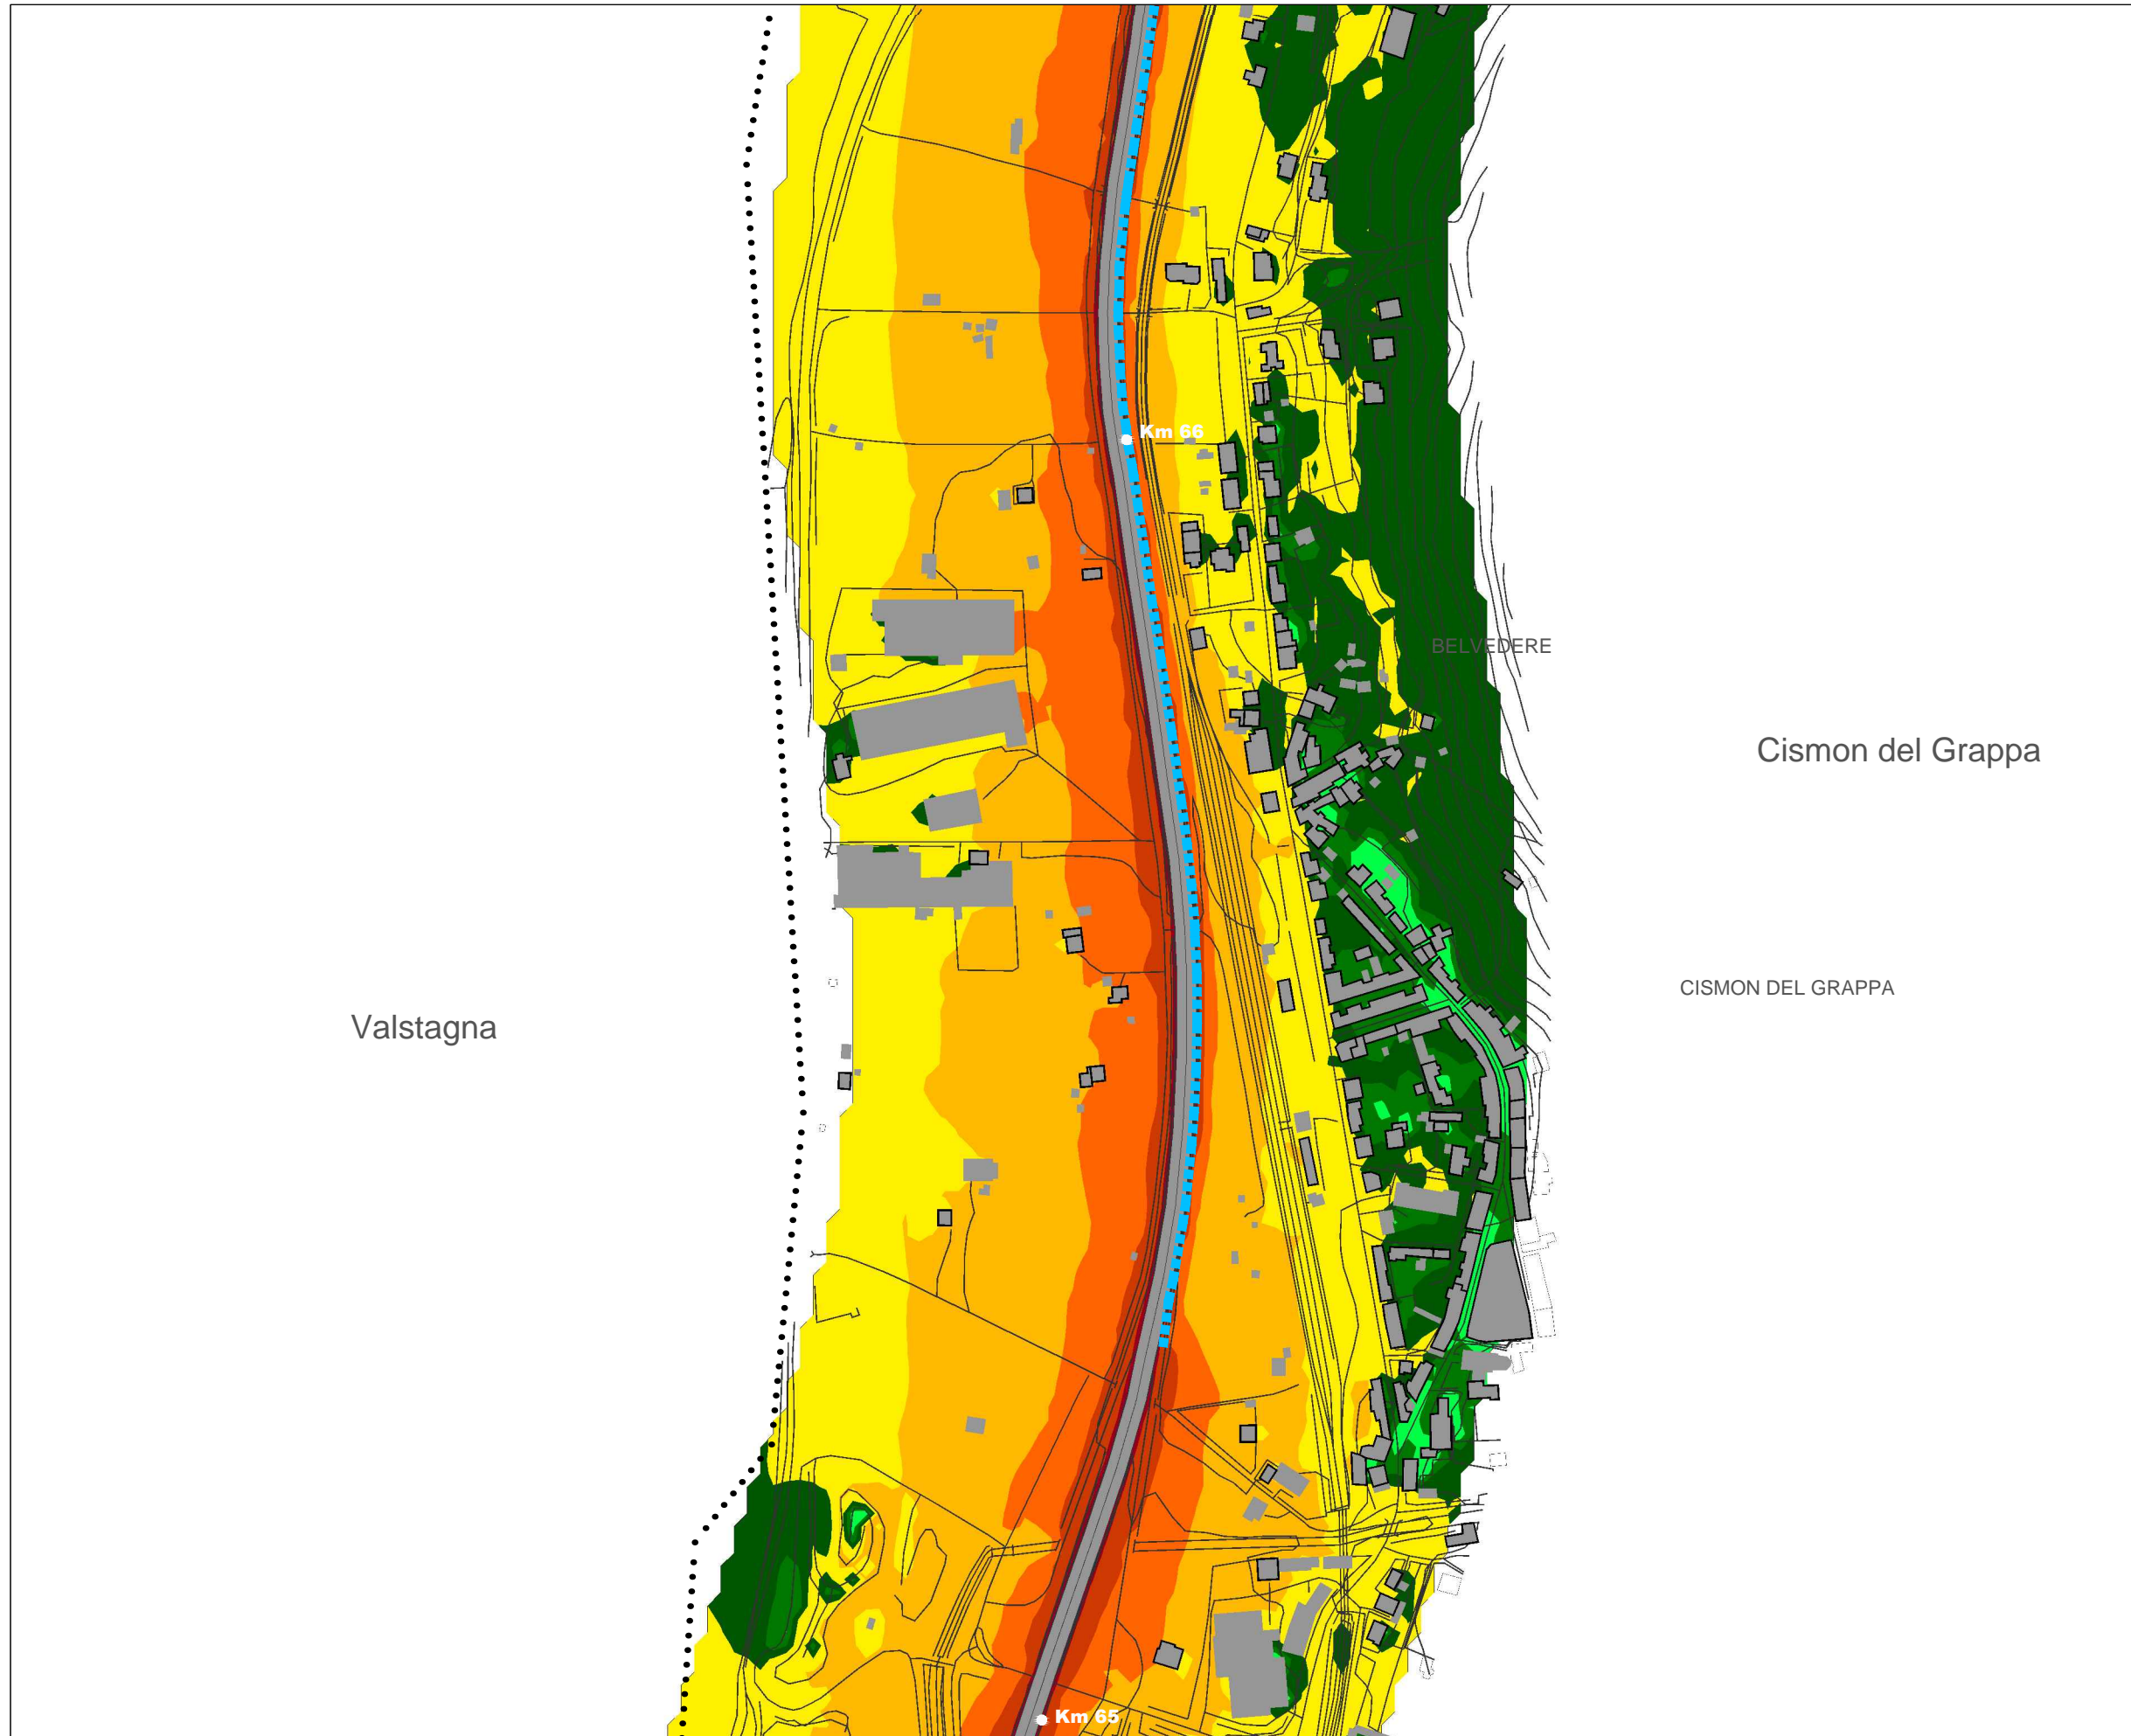 Km 66
BELVEDERE
Cismon del Grappa
CISMON DEL GRAPPA
Valstagna
Km 65